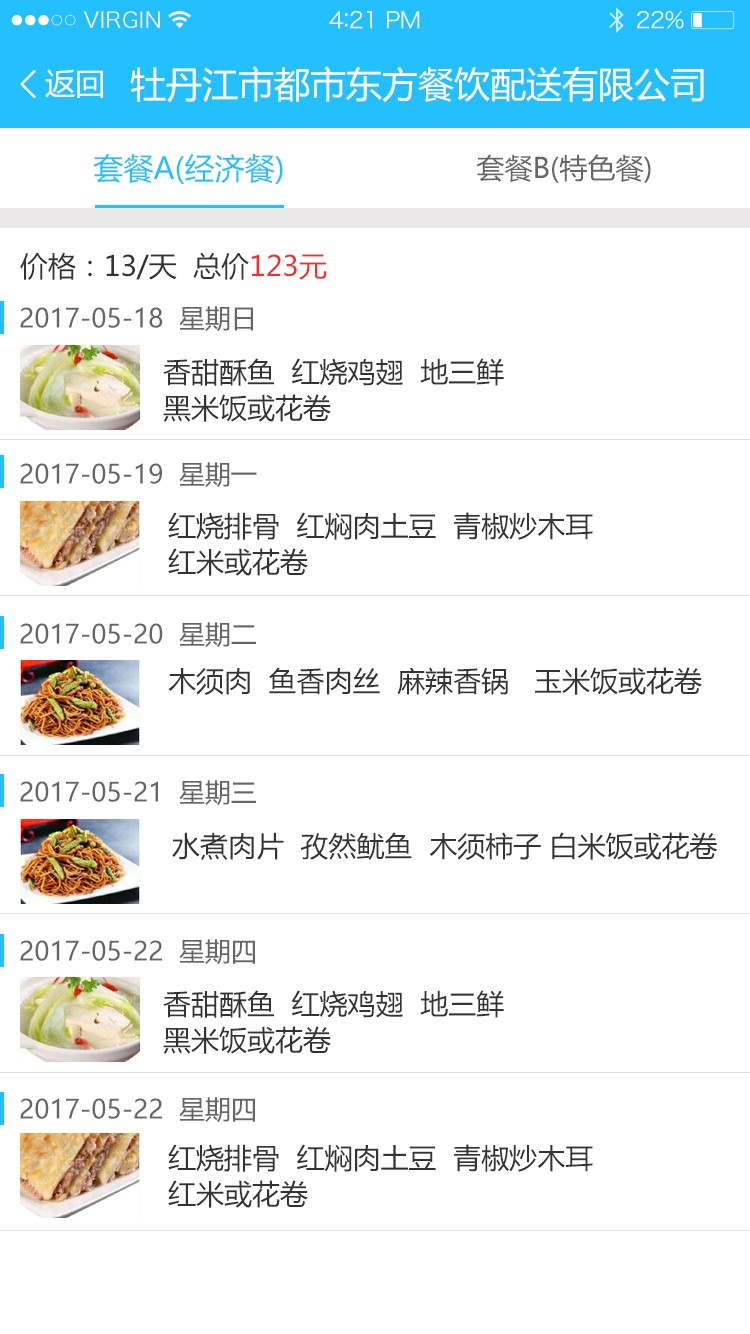 VIRGIN 4:21 PM 22%
返回 牡丹江市都市东方餐饮配送有限公司
套餐A(经济餐) 套餐B(特色餐)
价格：13/天 总价123元
2017-05-18 星期日
香甜酥鱼 红烧鸡翅 地三鲜
黑米饭或花卷
2017-05-19 星期一
红烧排骨 红焖肉土豆 青椒炒木耳
红米或花卷
2017-05-20 星期二
木须肉 鱼香肉丝 麻辣香锅 玉米饭或花卷
2017-05-21 星期三
水煮肉片 孜然鱿鱼 木须柿子 白米饭或花卷
2017-05-22 星期四
香甜酥鱼 红烧鸡翅 地三鲜
黑米饭或花卷
2017-05-22 星期四
红烧排骨 红焖肉土豆 青椒炒木耳
红米或花卷